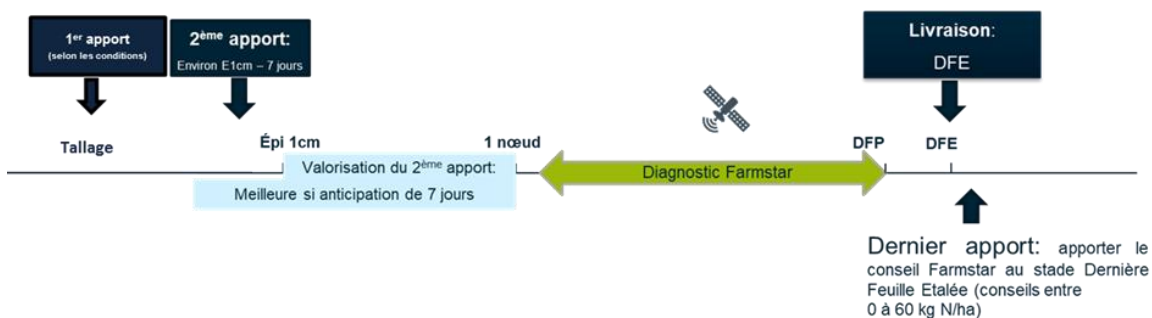 1er apport
(selon les conditions)
2ème apport:
Environ E1cm – 7 jours
Livraison:
DFE
Tallage
Épi 1cm
1 nœud
DFP
DFE
Valorisation du 2ème apport:
Meilleure si anticipation de 7 jours
Diagnostic Farmstar
Dernier apport: apporter le
conseil Farmstar au stade Dernière
Feuille Etalée (conseils entre
0 à 60 kg N/ha)